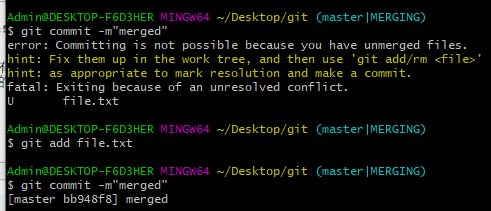 Admin@DESKTOP-F6D3HER MINGW64 ~/Desktop/git (master|MERGING)
$ git commit -m"merged"
error: Committing is not possible because you have unmerged files.
hint: Fix them up in the work tree, and then use 'git add/rm <file>'
hint: as appropriate to mark resolution and make a commit.
fatal: Exiting because of an unresolved conflict.
U       file.txt
Admin@DESKTOP-F6D3HER MINGW64 ~/Desktop/git (master|MERGING)
$ git add file.txt
Admin@DESKTOP-F6D3HER MINGW64 ~/Desktop/git (master|MERGING)
$ git commit -m"merged"
[master bb948f8] merged